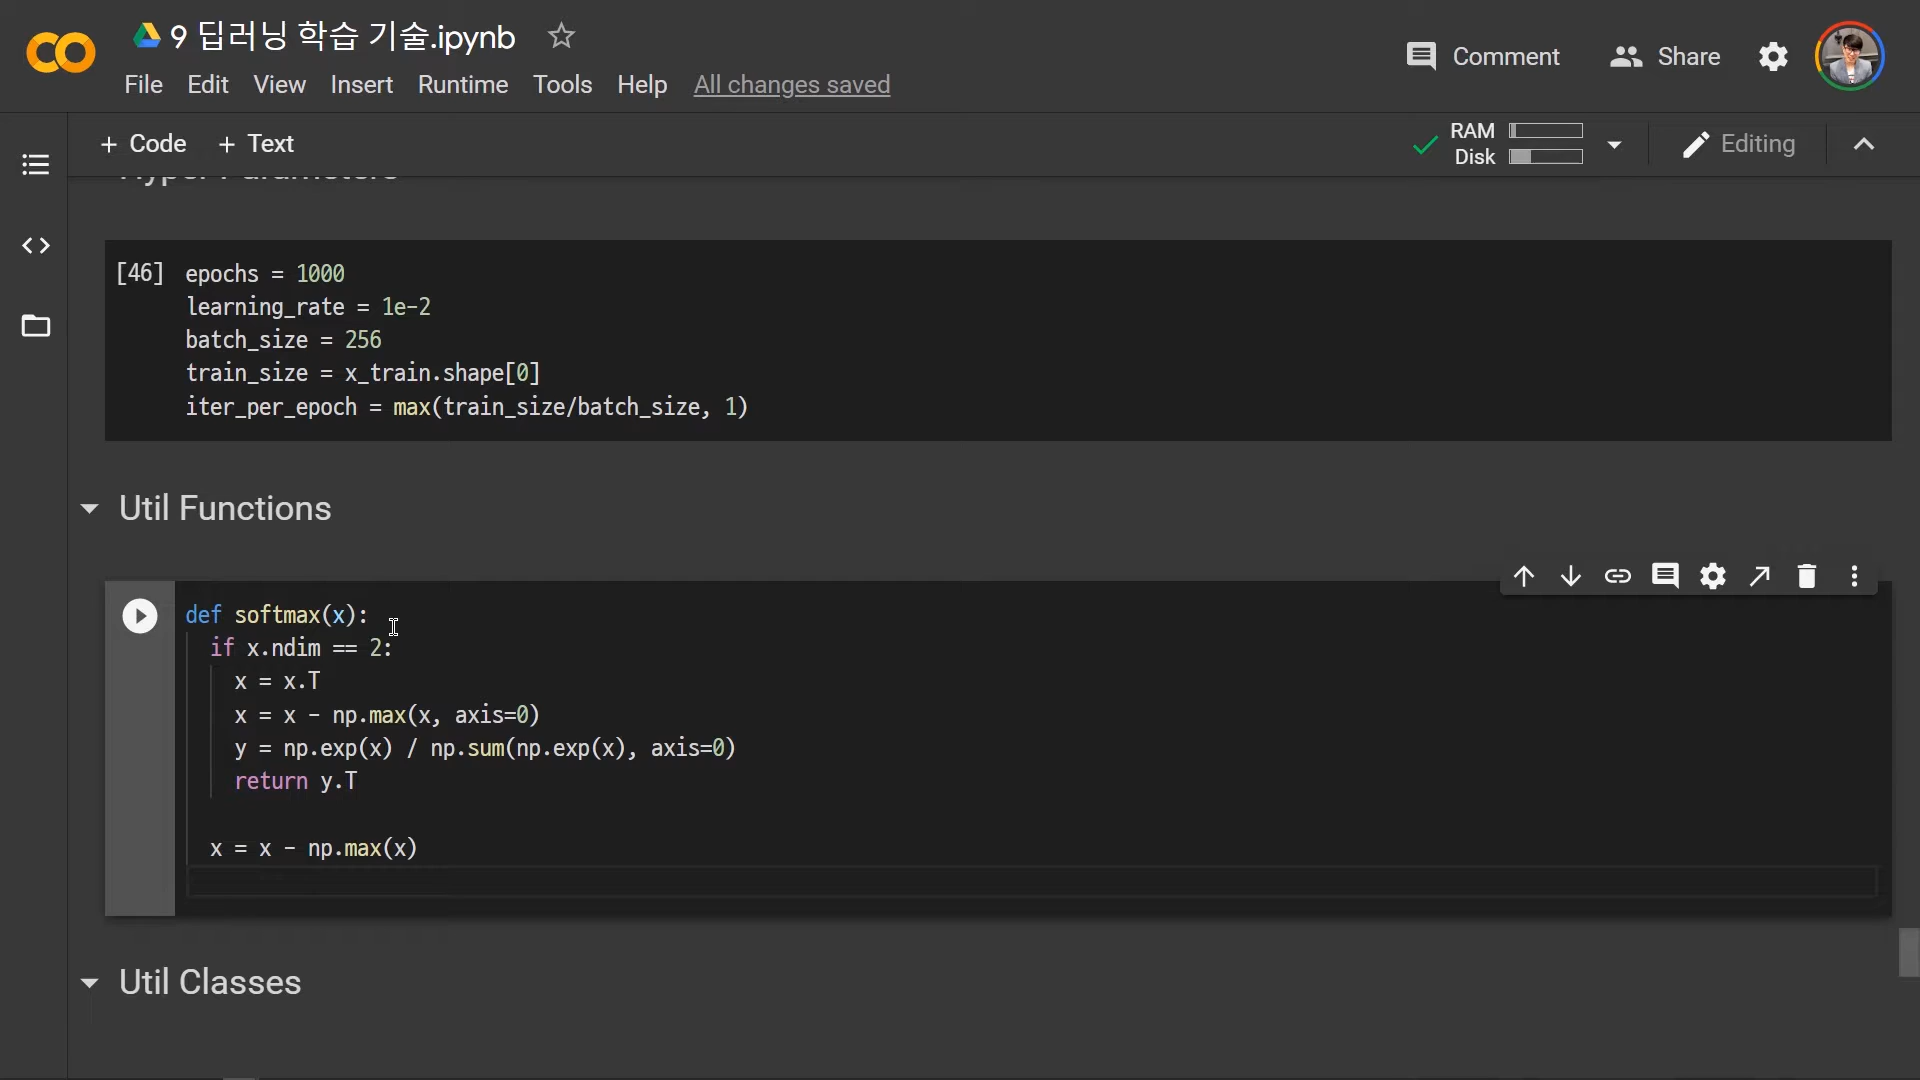 9 딥러닝 학습 기술.ipynb
Comment
Share
File Edit View Insert Runtime Tools Help All changes saved
+ Code + Text
RAM
Disk
Editing
Hyper Parameters
[46] epochs = 1000
learning_rate = 1e-2
batch_size = 256
train_size = x_train.shape[0]
iter_per_epoch = max(train_size/batch_size, 1)
Util Functions
def softmax(x):
if x.ndim == 2:
x = x.T
x = x - np.max(x, axis=0)
y = np.exp(x) / np.sum(np.exp(x), axis=0)
return y.T
x = x - np.max(x)
Util Classes